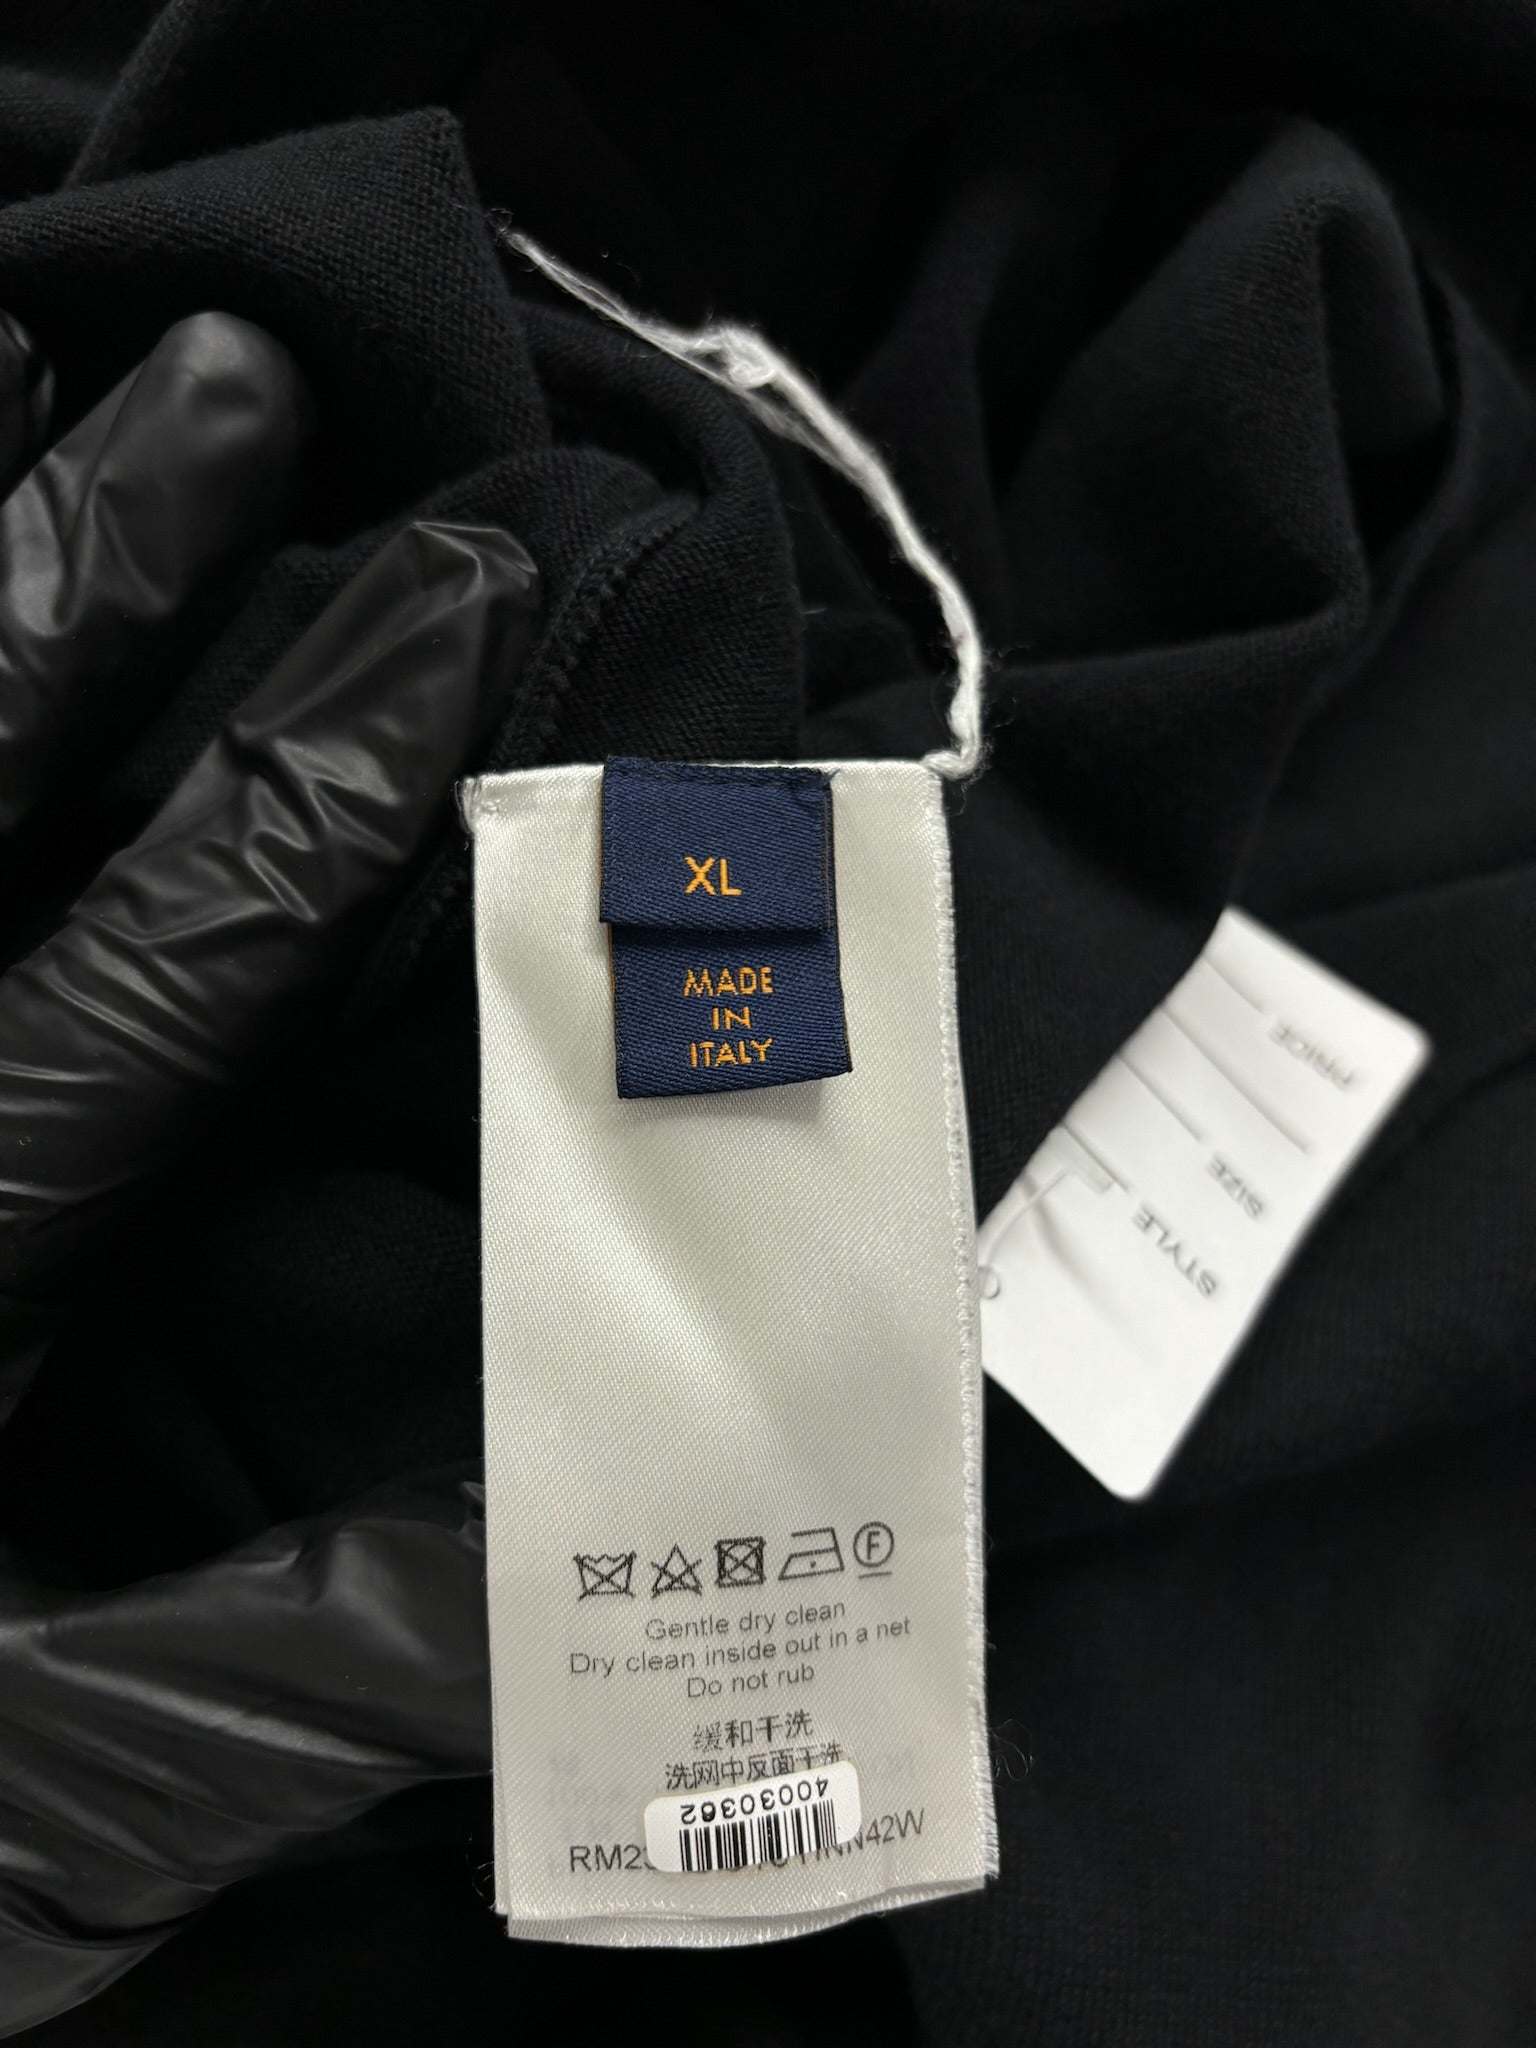 XL
MADE
IN
ITALY
F
Gentle dry clean
Dry clean inside out in a net
Do not rub
缓和干洗
洗网中反面干洗
40030362
PRICE
SIZE
STYLE